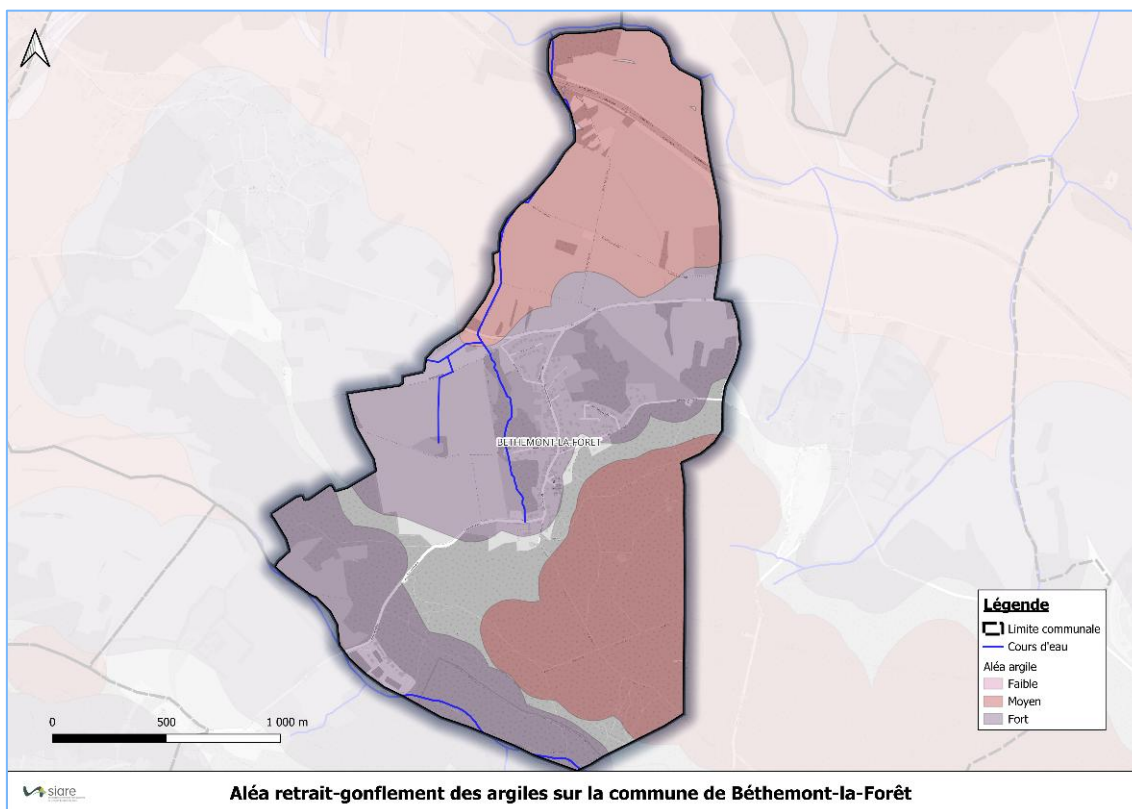 BÉTHEMONT-LA-FORÊT
Légende
Limite communale
Cours d'eau
Aléa argile
Faible
Moyen
Fort
0 500 1 000 m
siare
Aléa retrait-gonflement des argiles sur la commune de Béthemont-la-Forêt